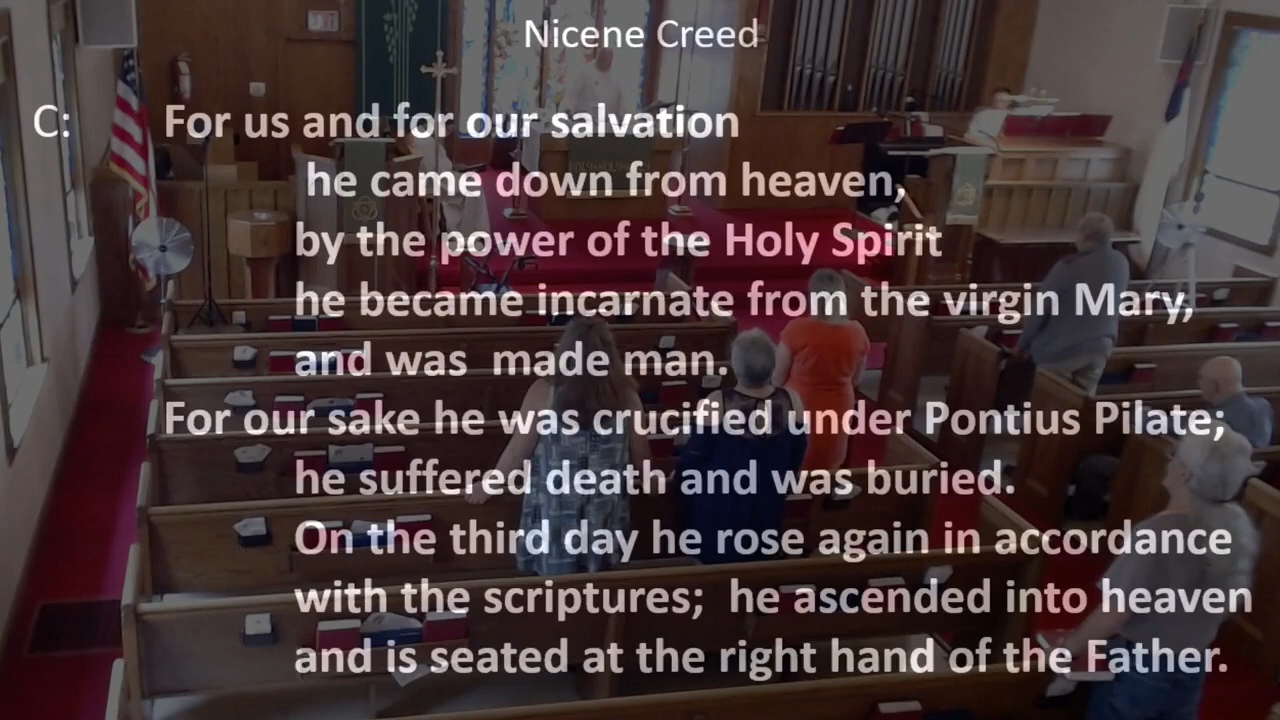 Nicene Creed
C: For us and for our salvation
he came down from heaven,
by the power of the Holy Spirit
he became incarnate from the virgin Mary,
and was made man.
For our sake he was crucified under Pontius Pilate;
he suffered death and was buried.
On the third day he rose again in accordance
with the scriptures; he ascended into heaven
and is seated at the right hand of the Father.